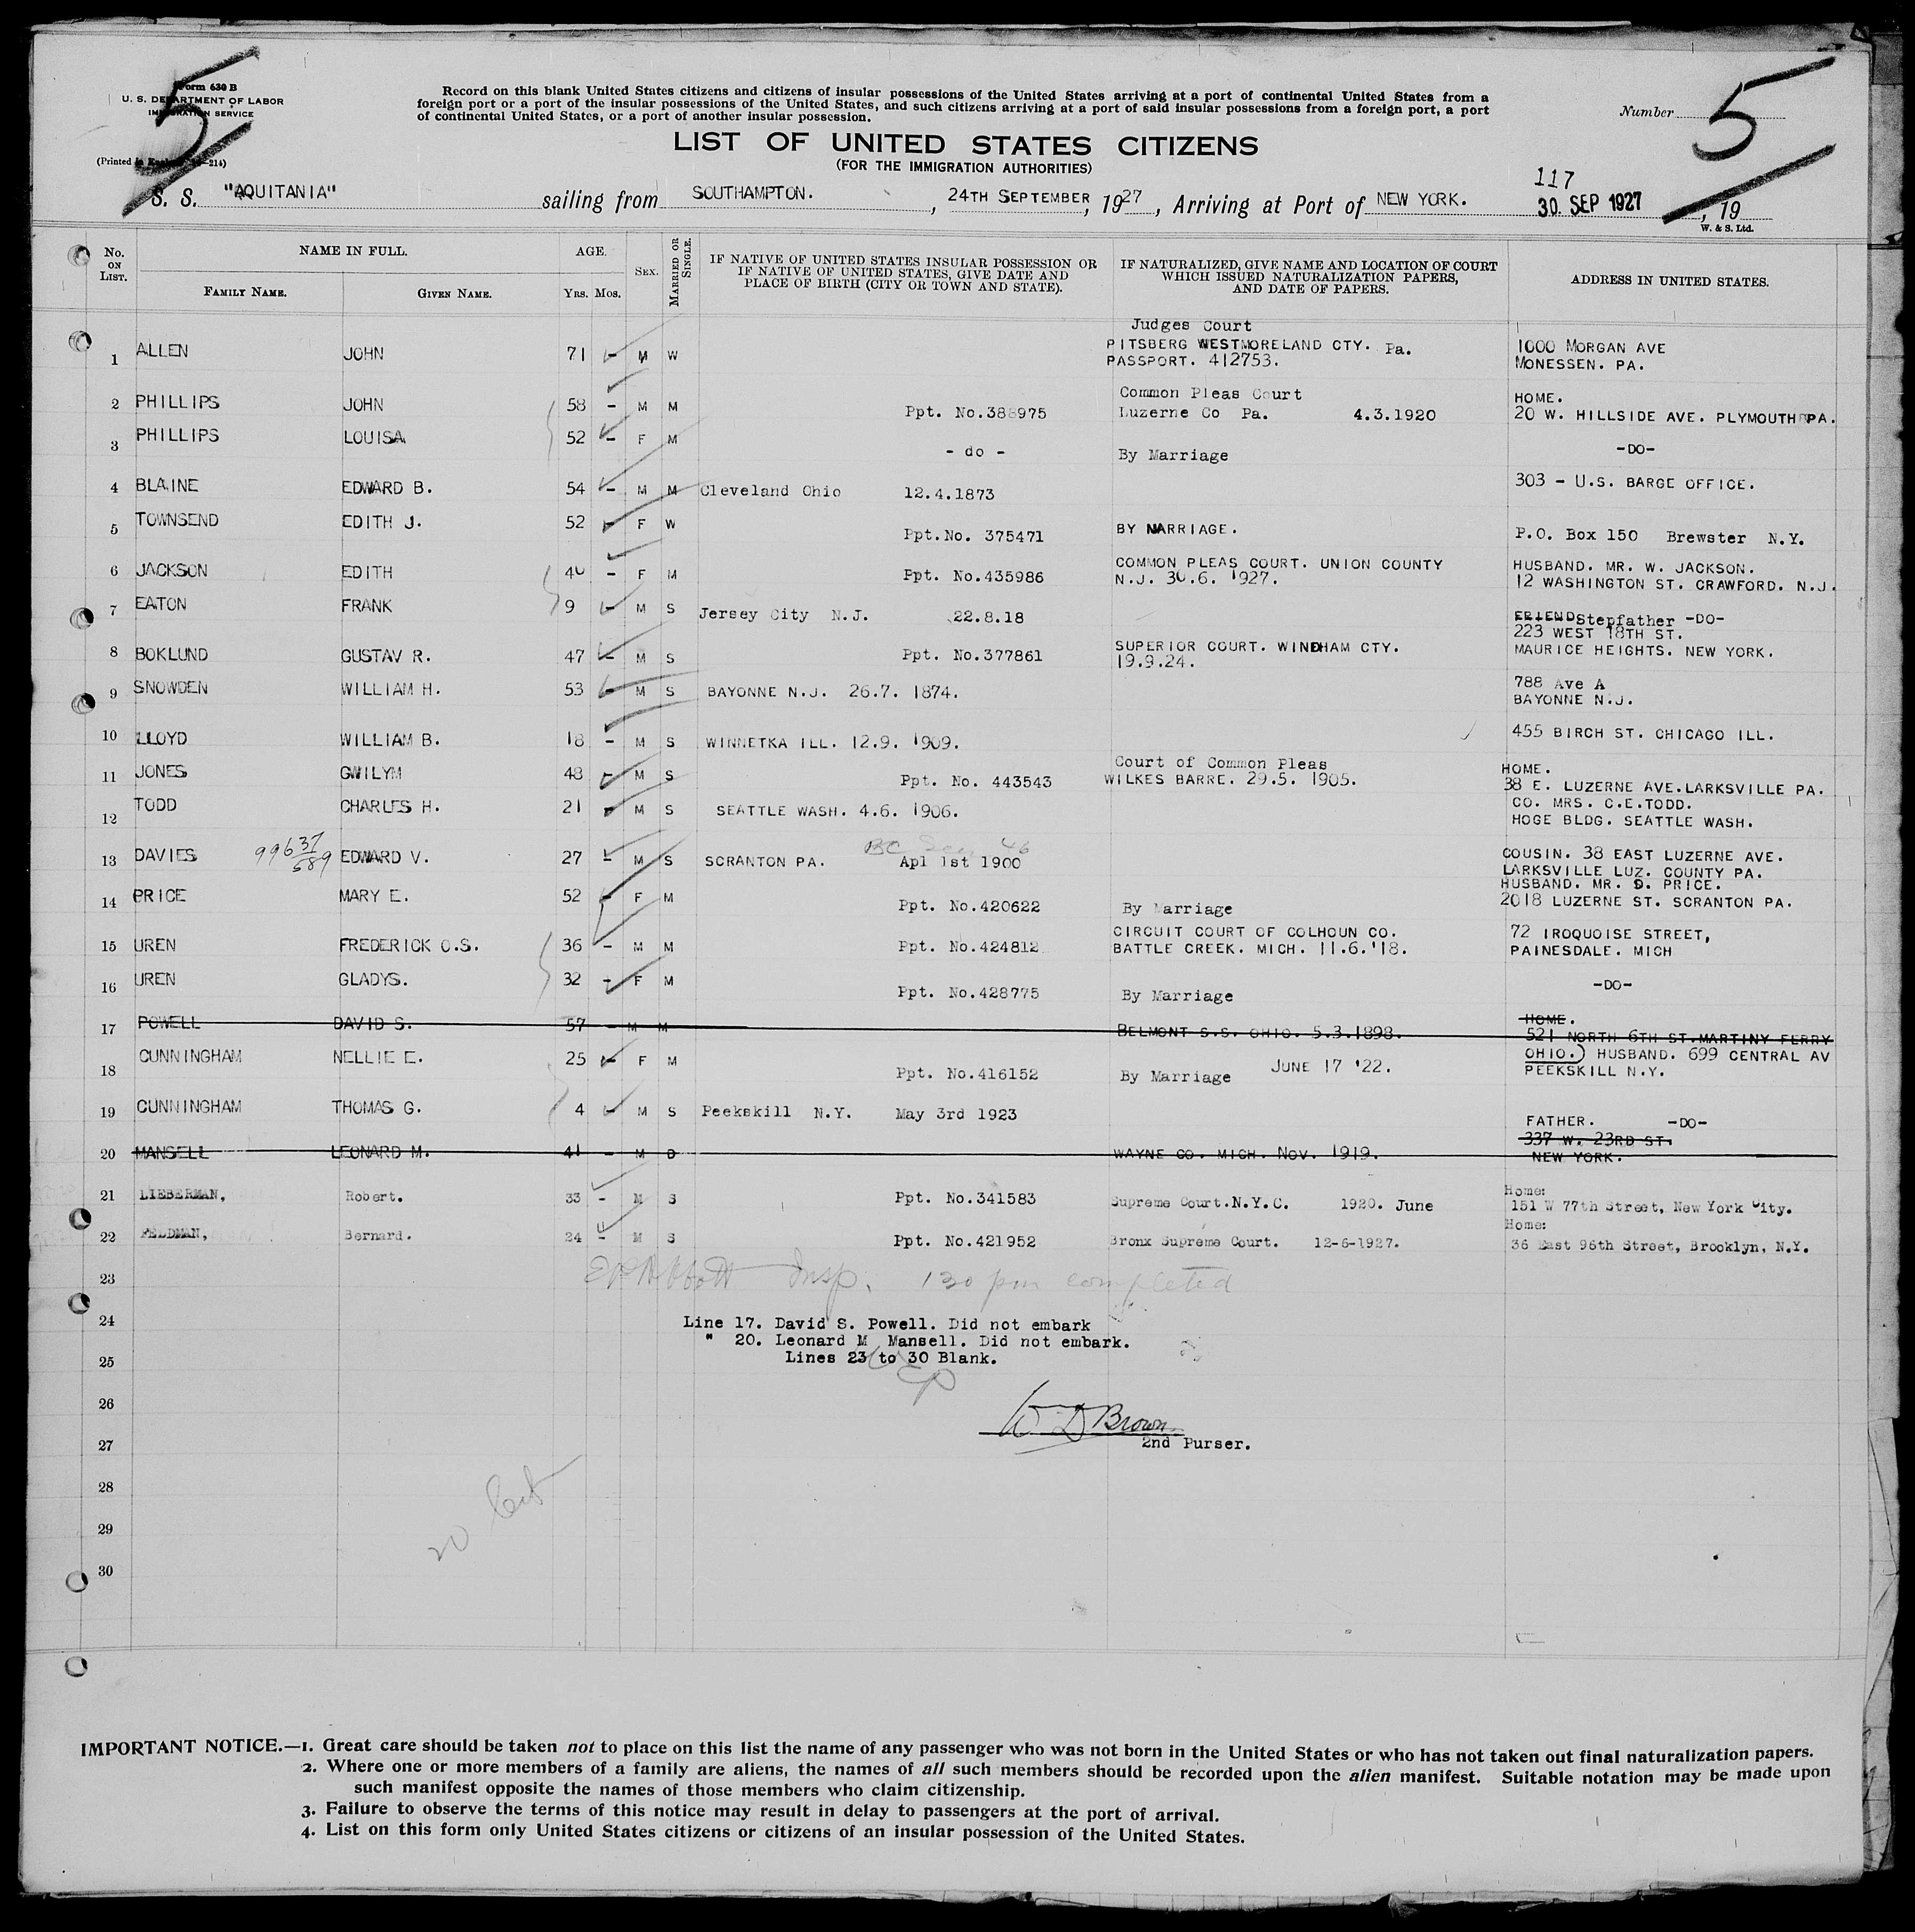 Form 630 B
U. S. DEPARTMENT OF LABOR
IMMIGRATION SERVICE
5
Record on this blank United States citizens and citizens of insular possessions of the United States arriving at a port of continental United States from a
foreign port or a port of the insular possessions of the United States, and such citizens arriving at a port of said insular possessions from a foreign port, a port
of continental United States, or a port of another insular possession.
Number 5
LIST OF UNITED STATES CITIZENS
(FOR THE IMMIGRATION AUTHORITIES)
(Printed in
117
S. S. "AQUITANIA" sailing from SOUTHAMPTON. , 24TH SEPTEMBER , 1927 , Arriving at Port of NEW YORK. 30. SEP 1927 , 19
W. & S. Ltd.
No. ON LIST. NAME IN FULL. FAMILY NAME. GIVEN NAME. AGE. YRS. MOS. SEX. MARRIED OR SINGLE. IF NATIVE OF UNITED STATES INSULAR POSSESSION OR IF NATIVE OF UNITED STATES, GIVE DATE AND PLACE OF BIRTH (CITY OR TOWN AND STATE). IF NATURALIZED, GIVE NAME AND LOCATION OF COURT WHICH ISSUED NATURALIZATION PAPERS, AND DATE OF PAPERS. ADDRESS IN UNITED STATES.
Judges Court
1 ALLEN JOHN 71 - M W PITSBERG WESTMORELAND CTY. Pa. 1000 MORGAN AVE
PASSPORT. 412753. MONESSEN. PA.
Common Pleas Court HOME.
2 PHILLIPS JOHN 58 - M M Ppt. No.388975 Luzerne Co Pa. 4.3.1920 20 W. HILLSIDE AVE. PLYMOUTH PA.
3 PHILLIPS LOUISA 52 - F M - do - By Marriage -DO-
4 BLAINE EDWARD B. 54 - M M Cleveland Ohio 12.4.1873 303 - U.S. BARGE OFFICE.
5 TOWNSEND EDITH J. 52 - F W Ppt.No. 375471 BY MARRIAGE. P.O. Box 150 Brewster N.Y.
6 JACKSON EDITH 40 - F M Ppt. No.435986 COMMON PLEAS COURT. UNION COUNTY HUSBAND. MR. W. JACKSON.
N.J. 30.6. 1927. 12 WASHINGTON ST. CRAWFORD. N.J.
7 EATON FRANK 9 - M S Jersey City N.J. 22.8.18 FRIEND Stepfather -DO-
223 WEST 18TH ST.
8 BOKLUND GUSTAV R. 47 - M S Ppt. No.377861 SUPERIOR COURT. WINDHAM CTY. MAURICE HEIGHTS. NEW YORK.
19.9.24.
9 SNOWDEN WILLIAM H. 53 - M S BAYONNE N.J. 26.7. 1874. 788 Ave A
BAYONNE N.J.
10 LLOYD WILLIAM B. 18 - M S WINNETKA ILL. 12.9. 1909. 455 BIRCH ST. CHICAGO ILL.
Court of Common Pleas HOME.
11 JONES GWILYM 48 - M S Ppt. No. 443543 WILKES BARRE. 29.5. 1905. 38 E. LUZERNE AVE.LARKSVILLE PA.
12 TODD CHARLES H. 21 - M S SEATTLE WASH. 4.6. 1906. CO. MRS. C.E.TODD.
HOGE BLDG. SEATTLE WASH.
13 DAVIES 99637/589 EDWARD V. 27 - M S SCRANTON PA. Apl 1st 1900 COUSIN. 38 EAST LUZERNE AVE.
LARKSVILLE LUZ. COUNTY PA.
HUSBAND. MR. D. PRICE.
14 PRICE MARY E. 52 - F M Ppt. No.420622 By Marriage 2018 LUZERNE ST. SCRANTON PA.
15 UREN FREDERICK O.S. 36 - M M Ppt. No.424812 CIRCUIT COURT OF COLHOUN CO. 72 IROQUOISE STREET,
BATTLE CREEK. MICH. 11.6.'18. PAINESDALE. MICH
16 UREN GLADYS. 32 - F M Ppt. No.428775 By Marriage -DO-
HOME.
17 POWELL DAVID S. 57 - M M BELMONT S.S. OHIO. 5.3.1898. 521 NORTH 6TH ST.MARTINY FERRY
OHIO.) HUSBAND. 699 CENTRAL AV
18 CUNNINGHAM NELLIE E. 25 - F M Ppt. No.416152 By Marriage JUNE 17 '22. PEEKSKILL N.Y.
19 CUNNINGHAM THOMAS G. 4 - M S Peekskill N.Y. May 3rd 1923 FATHER. -DO-
337 W. 23RD ST.
20 MANSELL LEONARD M. 41 - M D WAYNE CO. MICH. NOV. 1919. NEW YORK.
Home:
21 LIEBERMAN, Robert. 33 - M S Ppt. No.341583 Supreme Court.N.Y.C. 1920. June 151 W 77th Street, New York City.
Home:
22 FELDMAN, Bernard. 24 - M S Ppt. No.421952 Bronx Supreme Court. 12-6-1927. 36 East 96th Street, Brooklyn, N.Y.
23 Abbott Insp. 130 pm completed
24 Line 17. David S. Powell. Did not embark
" 20. Leonard M Mansell. Did not embark.
25 Lines 23 to 30 Blank.
26
W D Brown
27 2nd Purser.
28
29
30
20
IMPORTANT NOTICE.—1. Great care should be taken not to place on this list the name of any passenger who was not born in the United States or who has not taken out final naturalization papers.
2. Where one or more members of a family are aliens, the names of all such members should be recorded upon the alien manifest. Suitable notation may be made upon
such manifest opposite the names of those members who claim citizenship.
3. Failure to observe the terms of this notice may result in delay to passengers at the port of arrival.
4. List on this form only United States citizens or citizens of an insular possession of the United States.